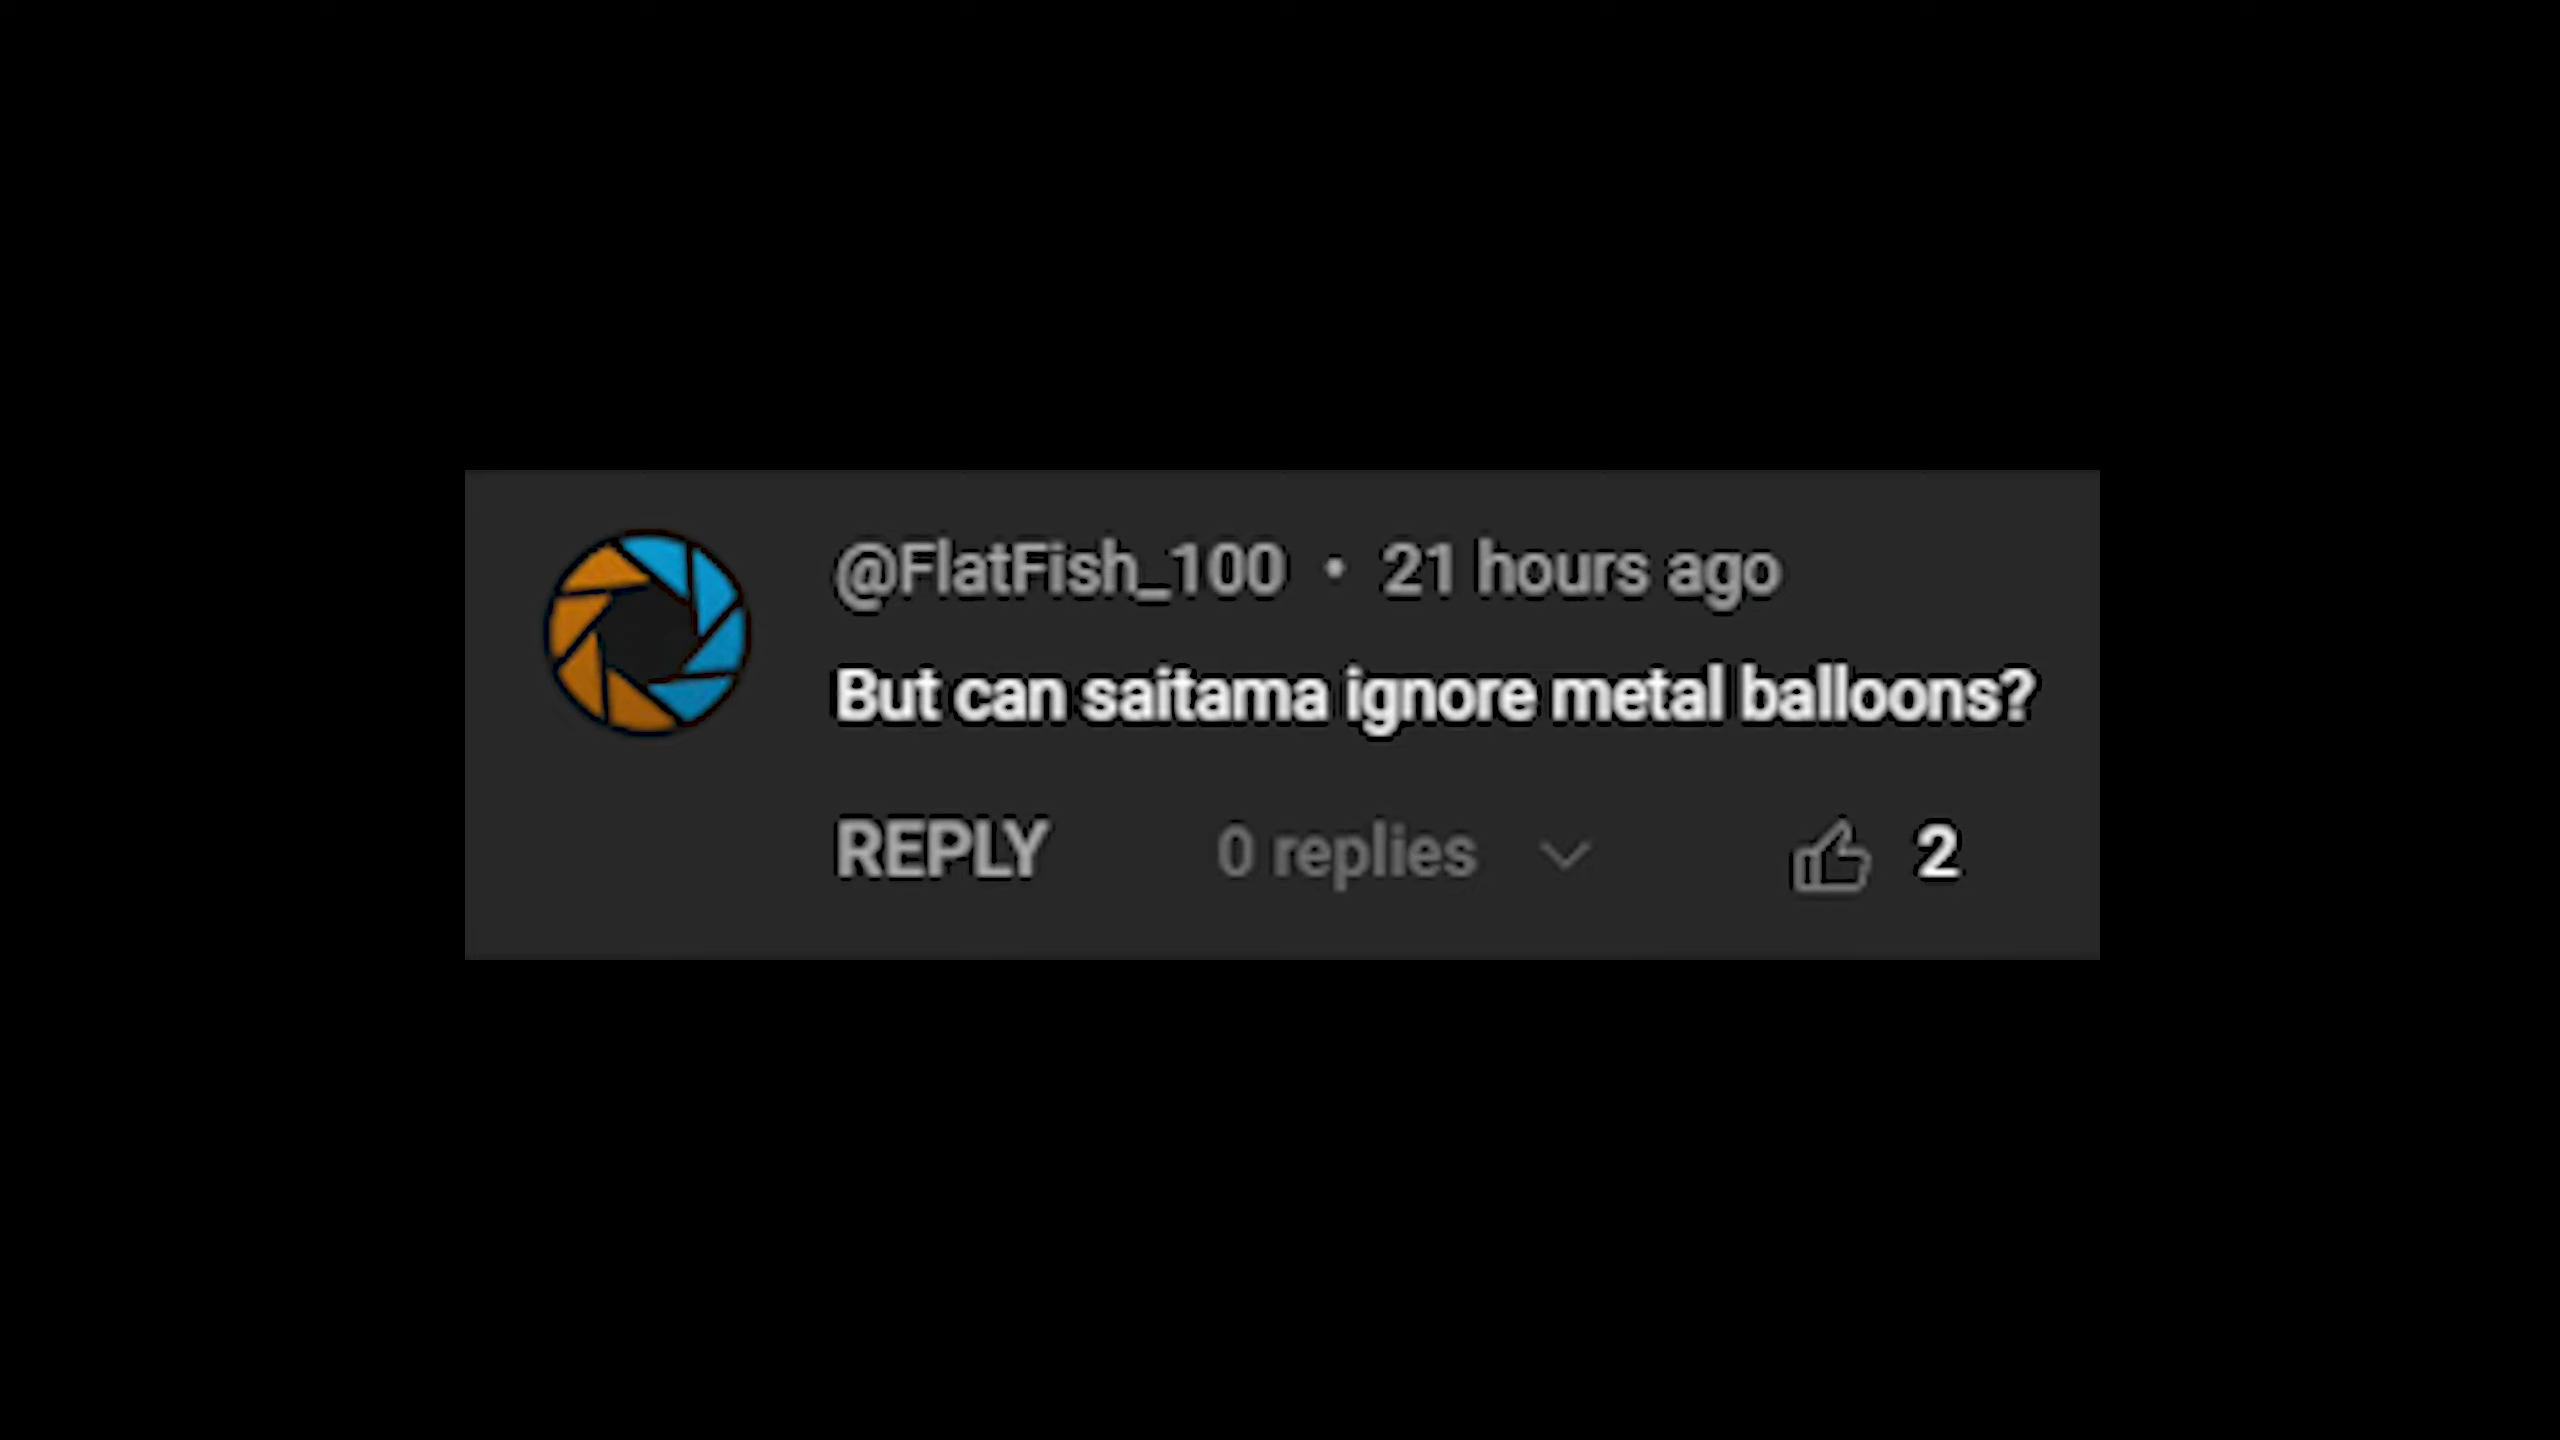 @FlatFish_100 • 21 hours ago
But can saitama ignore metal balloons?
REPLY 0 replies 2